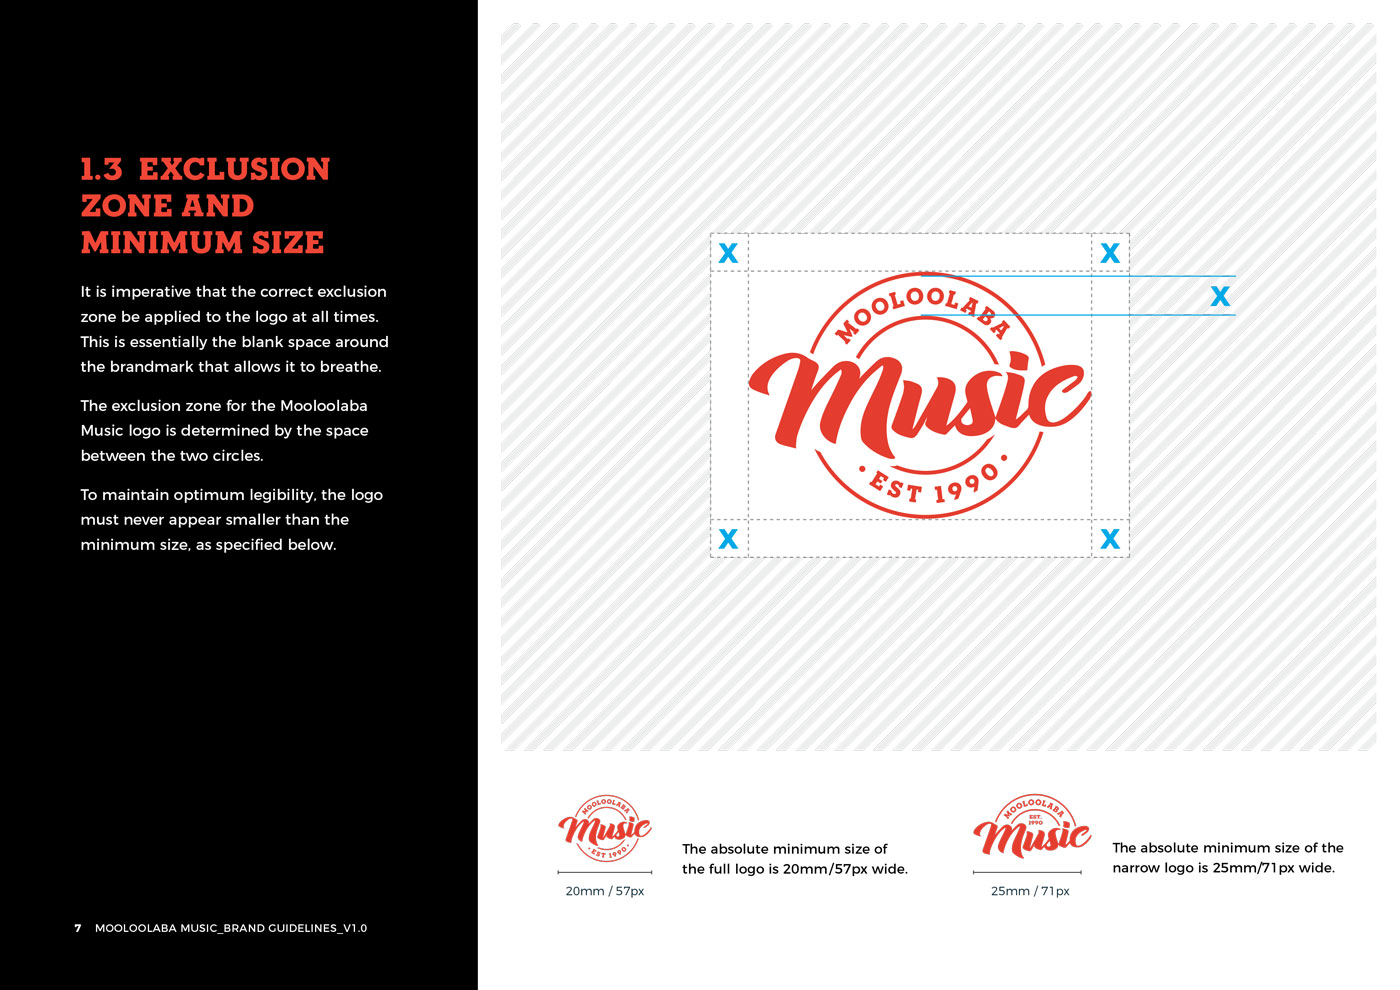 1.3 EXCLUSION
ZONE AND
MINIMUM SIZE
It is imperative that the correct exclusion
zone be applied to the logo at all times.
This is essentially the blank space around
the brandmark that allows it to breathe.
The exclusion zone for the Mooloolaba
Music logo is determined by the space
between the two circles.
To maintain optimum legibility, the logo
must never appear smaller than the
minimum size, as specified below.
7 MOOLOOLABA MUSIC_BRAND GUIDELINES_V1.0
X
X
X
MOOLOOLABA
Music
· EST 1990 ·
X
X
MOOLOOLABA
Music
· EST 1990 ·
20mm / 57px
The absolute minimum size of
the full logo is 20mm/57px wide.
MOOLOOLABA
EST.
1990
Music
25mm / 71px
The absolute minimum size of the
narrow logo is 25mm/71px wide.